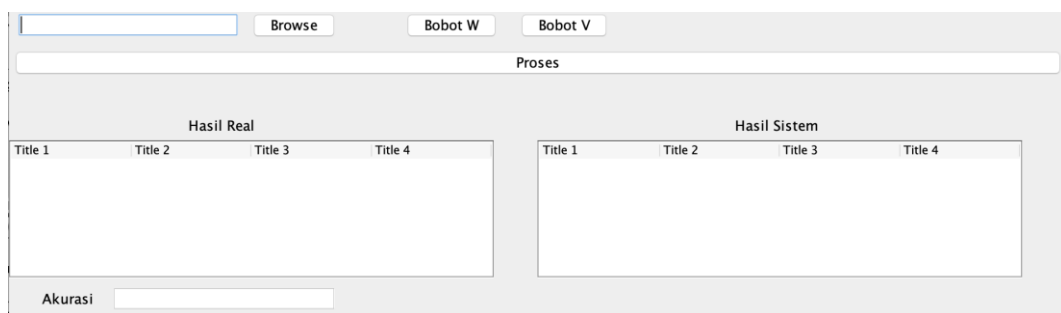 Browse Bobot W Bobot V
Proses
Hasil Real Hasil Sistem
Title 1 Title 2 Title 3 Title 4 Title 1 Title 2 Title 3 Title 4
Akurasi